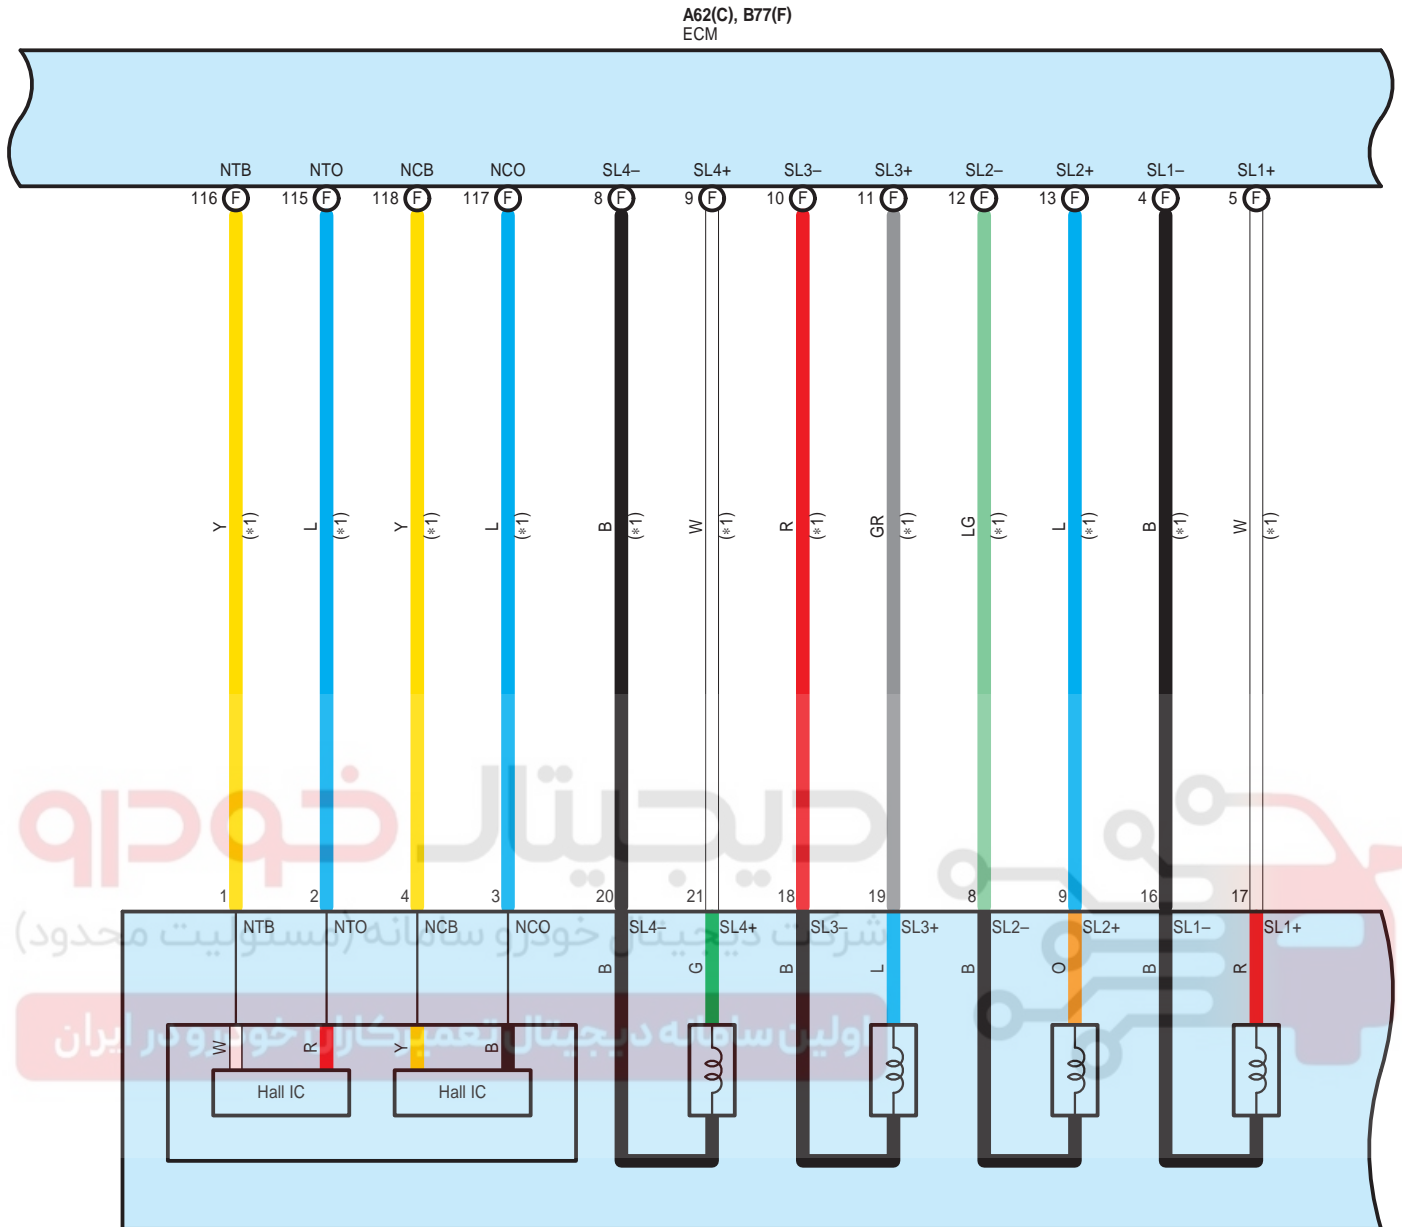 A62(C), B77(F)
ECM
NTB NTO NCB NCO SL4– SL4+ SL3– SL3+ SL2– SL2+ SL1– SL1+
116 F 115 F 118 F 117 F 8 F 9 F 10 F 11 F 12 F 13 F 4 F 5 F
Y (*1) L (*1) Y (*1) L (*1) B (*1) W (*1) R (*1) GR (*1) LG (*1) L (*1) B (*1) W (*1)
دیجیتال خودرو
1 2 4 3 20 21 18 19 8 9 16 17
NTB NTO NCB NCO SL4– SL4+ SL3– SL3+ SL2– SL2+ SL1– SL1+
شرکت دیجیتال خودرو سامانه (مسئولیت محدود)
B G B L B O B R
اولین سامانه دیجیتال تعمیرکاران خودرو در ایران
W R Y B
Hall IC Hall IC